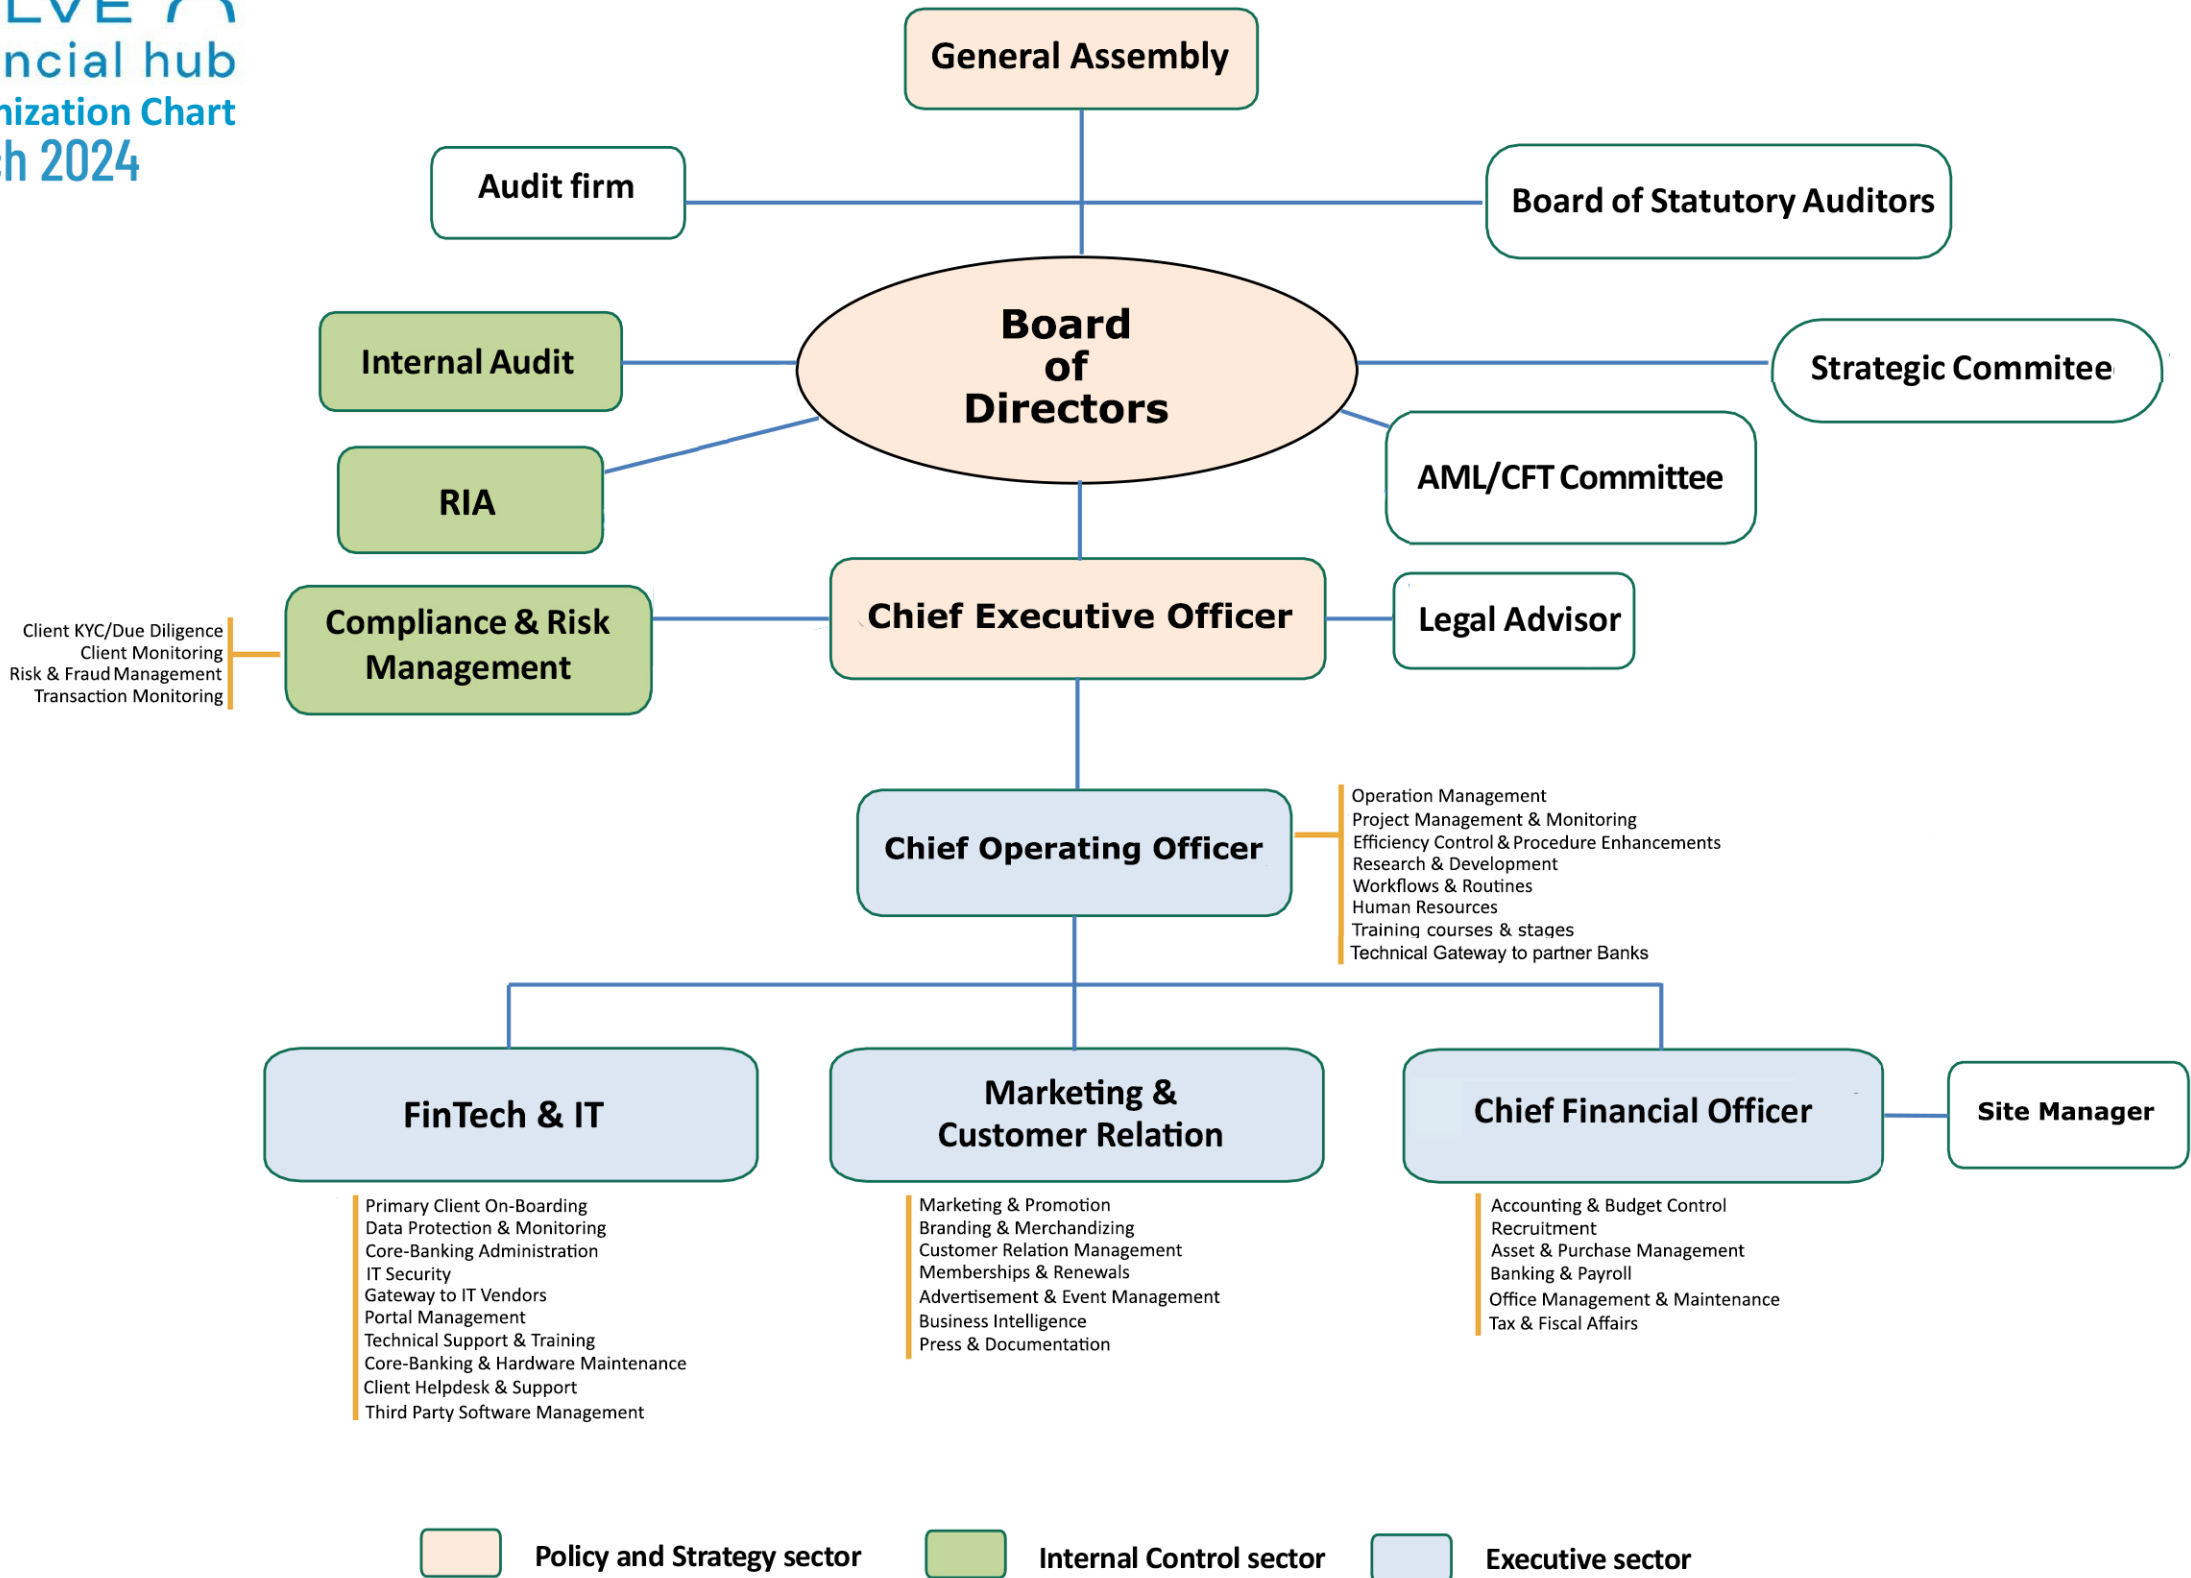 LVE
ncial hub
nization Chart
ch 2024
General Assembly
Audit firm
Board of Statutory Auditors
Board
of
Directors
Internal Audit
Strategic Commitee
RIA
AML/CFT Committee
Compliance & Risk
Management
Chief Executive Officer
Legal Advisor
Client KYC/Due Diligence
Client Monitoring
Risk & Fraud Management
Transaction Monitoring
Chief Operating Officer
Operation Management
Project Management & Monitoring
Efficiency Control & Procedure Enhancements
Research & Development
Workflows & Routines
Human Resources
Training courses & stages
Technical Gateway to partner Banks
FinTech & IT
Marketing &
Customer Relation
Chief Financial Officer
Site Manager
Primary Client On-Boarding
Data Protection & Monitoring
Core-Banking Administration
IT Security
Gateway to IT Vendors
Portal Management
Technical Support & Training
Core-Banking & Hardware Maintenance
Client Helpdesk & Support
Third Party Software Management
Marketing & Promotion
Branding & Merchandizing
Customer Relation Management
Memberships & Renewals
Advertisement & Event Management
Business Intelligence
Press & Documentation
Accounting & Budget Control
Recruitment
Asset & Purchase Management
Banking & Payroll
Office Management & Maintenance
Tax & Fiscal Affairs
Policy and Strategy sector
Internal Control sector
Executive sector